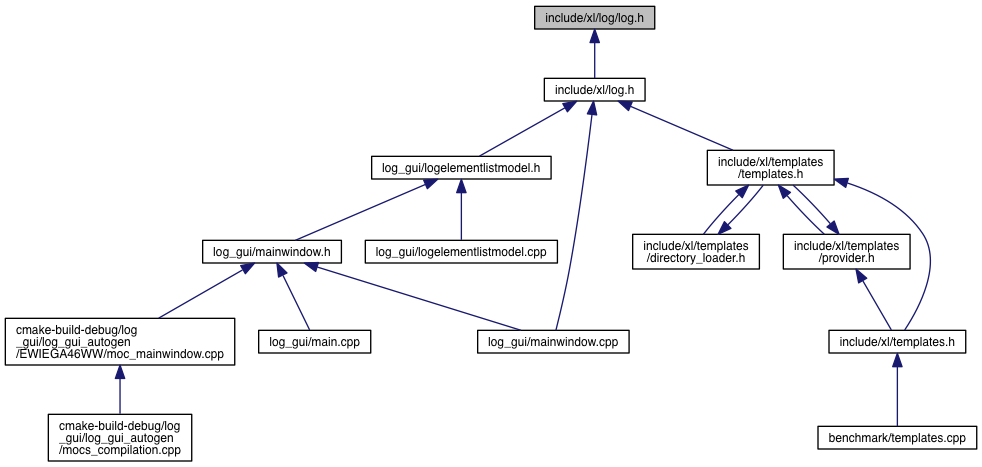 include/xl/log/log.h
include/xl/log.h
log_gui/logelementlistmodel.h
include/xl/templates
/templates.h
log_gui/mainwindow.h
log_gui/logelementlistmodel.cpp
include/xl/templates
/directory_loader.h
include/xl/templates
/provider.h
cmake-build-debug/log
_gui/log_gui_autogen
/EWIEGA46WW/moc_mainwindow.cpp
log_gui/main.cpp
log_gui/mainwindow.cpp
include/xl/templates.h
cmake-build-debug/log
_gui/log_gui_autogen
/mocs_compilation.cpp
benchmark/templates.cpp